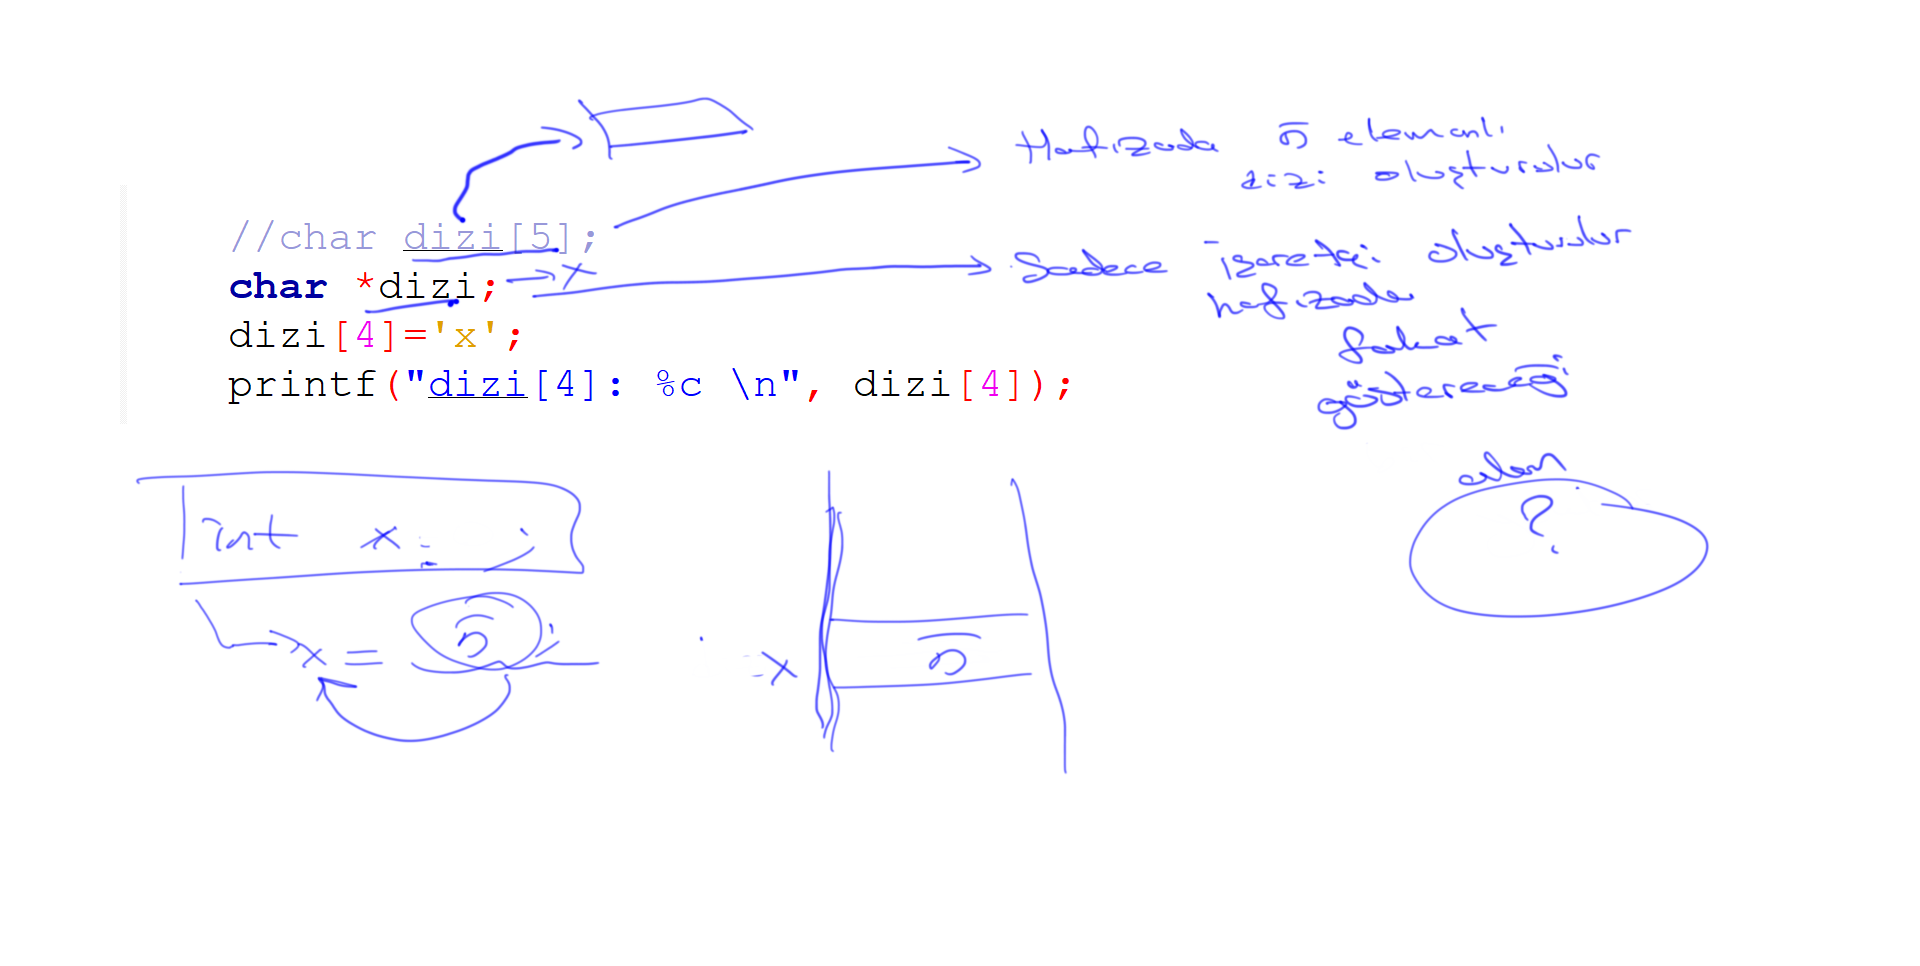 Hafızada 5 elemanlı
dizi oluşturulur
//char dizi[5];
char *dizi; → x
Sadece işaretçi oluşturulur
hafızada
fakat
göstereceği
alan
?
dizi[4]='x';
printf("dizi[4]: %c \n", dizi[4]);
int x = ;
x = 5;
x 5